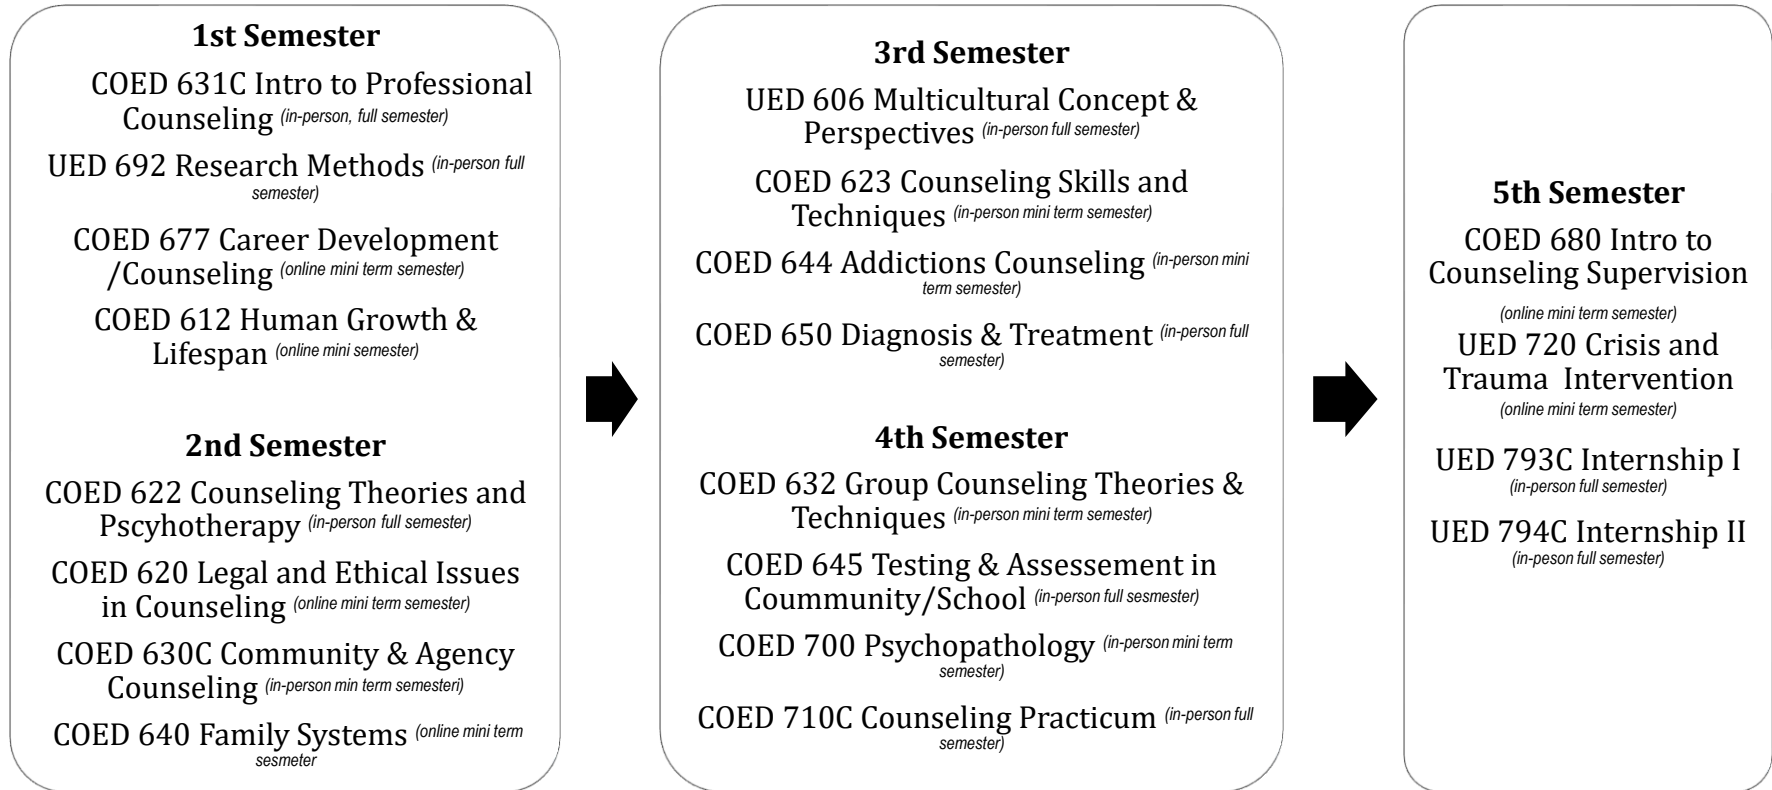 1st Semester
COED 631C Intro to Professional
Counseling (in-person, full semester)
UED 692 Research Methods (in-person full
semester)
COED 677 Career Development
/Counseling (online mini term semester)
COED 612 Human Growth &
Lifespan (online mini semester)
2nd Semester
COED 622 Counseling Theories and
Pscyhotherapy (in-person full semester)
COED 620 Legal and Ethical Issues
in Counseling (online mini term semester)
COED 630C Community & Agency
Counseling (in-person min term semesteri)
COED 640 Family Systems (online mini term
sesmeter
3rd Semester
UED 606 Multicultural Concept &
Perspectives (in-person full semester)
COED 623 Counseling Skills and
Techniques (in-person mini term semester)
COED 644 Addictions Counseling (in-person mini
term semester)
COED 650 Diagnosis & Treatment (in-person full
semester)
4th Semester
COED 632 Group Counseling Theories &
Techniques (in-person mini term semester)
COED 645 Testing & Assessement in
Coummunity/School (in-person full sesmester)
COED 700 Psychopathology (in-person mini term
semester)
COED 710C Counseling Practicum (in-person full
semester)
5th Semester
COED 680 Intro to
Counseling Supervision
(online mini term semester)
UED 720 Crisis and
Trauma Intervention
(online mini term semester)
UED 793C Internship I
(in-person full semester)
UED 794C Internship II
(in-peson full semester)